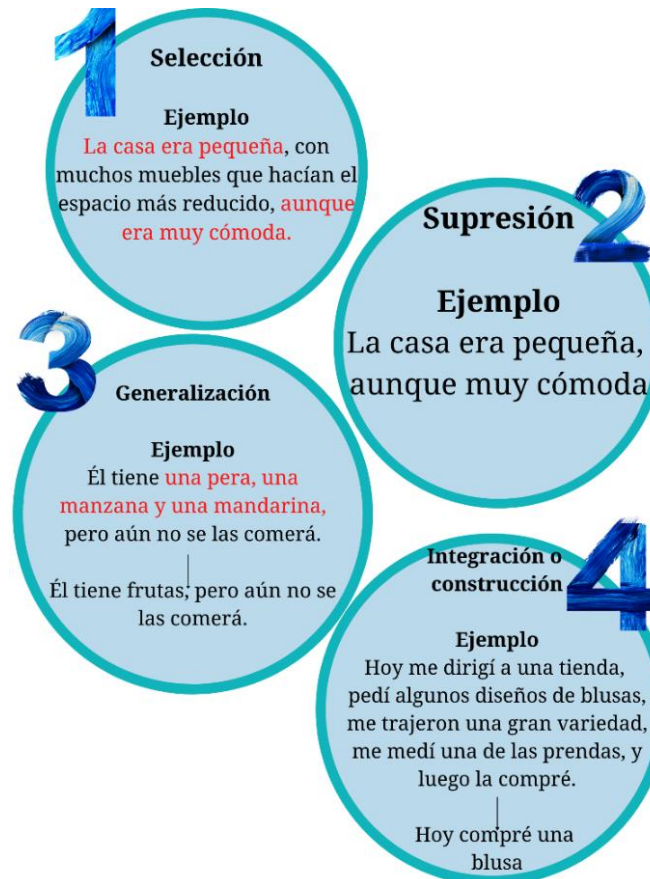 1
Selección
Ejemplo
La casa era pequeña, con
muchos muebles que hacían el
espacio más reducido, aunque
era muy cómoda.
2
Supresión
Ejemplo
La casa era pequeña,
aunque muy cómoda
3
Generalización
Ejemplo
Él tiene una pera, una
manzana y una mandarina,
pero aún no se las comerá.
Él tiene frutas, pero aún no se
las comerá.
4
Integración o
construcción
Ejemplo
Hoy me dirigí a una tienda,
pedí algunos diseños de blusas,
me trajeron una gran variedad,
me medí una de las prendas, y
luego la compré.
Hoy compré una
blusa